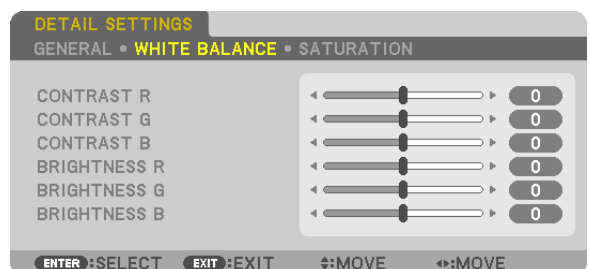 DETAIL SETTINGS
GENERAL • WHITE BALANCE • SATURATION
CONTRAST R 0
CONTRAST G 0
CONTRAST B 0
BRIGHTNESS R 0
BRIGHTNESS G 0
BRIGHTNESS B 0
ENTER :SELECT EXIT :EXIT :MOVE :MOVE